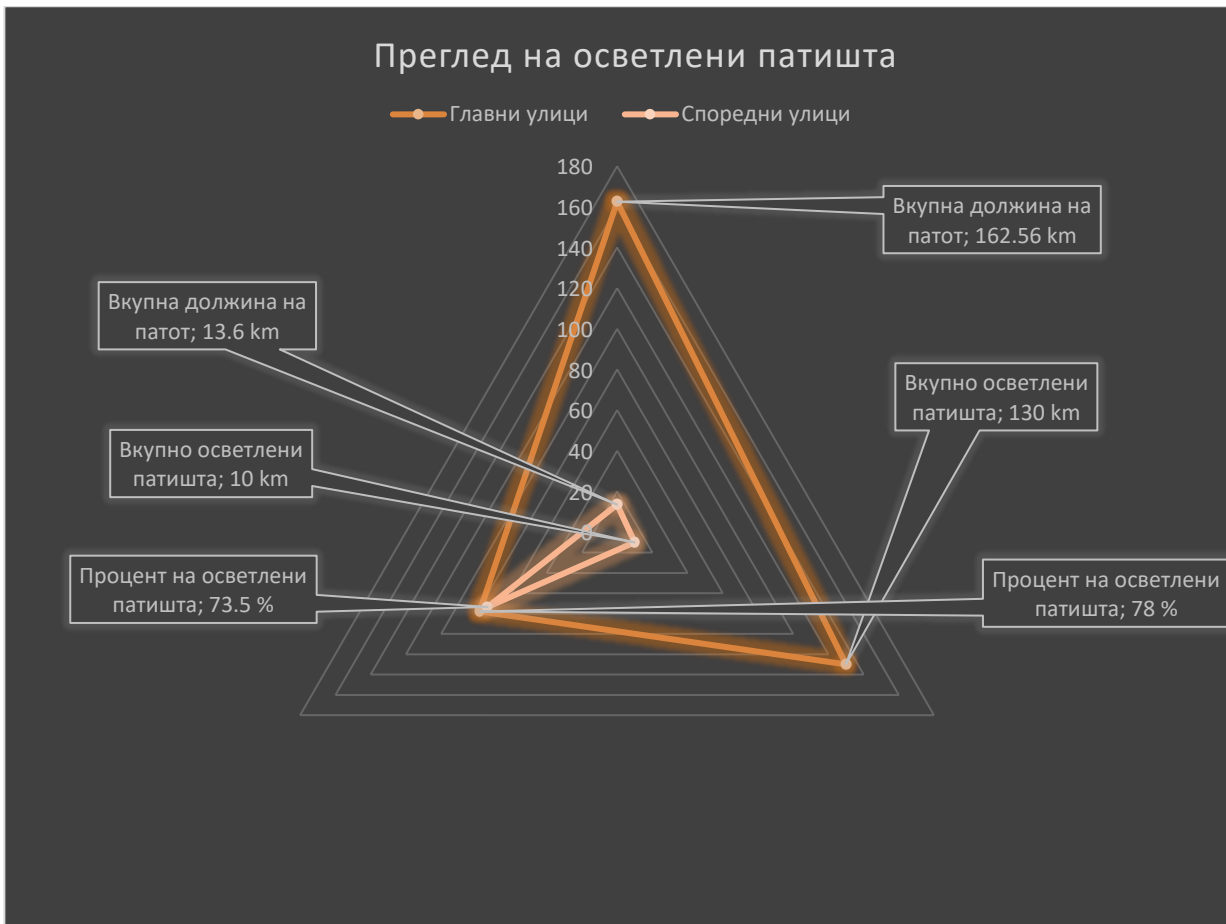 Преглед на осветлени патишта
Главни улици
Споредни улици
180
160
140
120
100
80
60
40
20
0
Вкупна должина на
патот; 162.56 km
Вкупно осветлени
патишта; 130 km
Процент на осветлени
патишта; 78 %
Вкупна должина на
патот; 13.6 km
Вкупно осветлени
патишта; 10 km
Процент на осветлени
патишта; 73.5 %